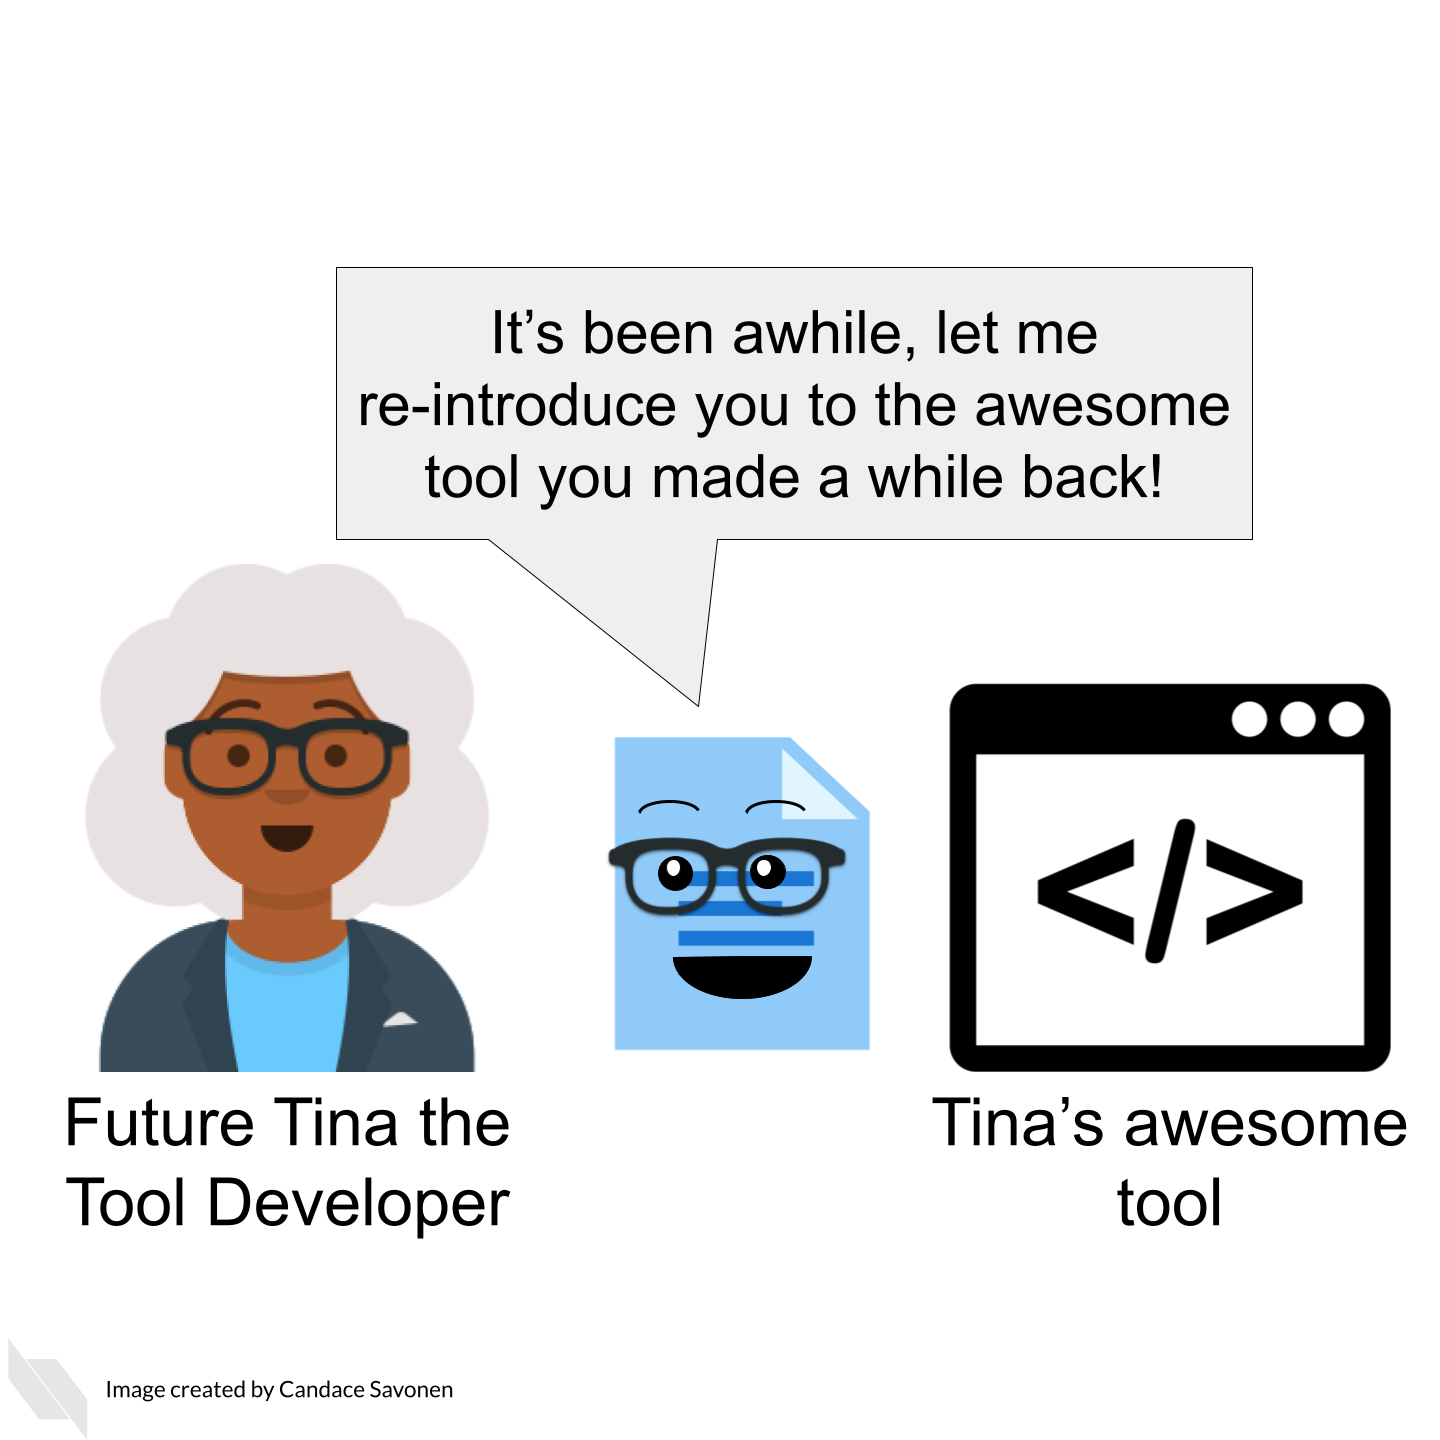 It’s been awhile, let me
re-introduce you to the awesome
tool you made a while back!
</>
Future Tina the
Tool Developer
Tina’s awesome
tool
Image created by Candace Savonen